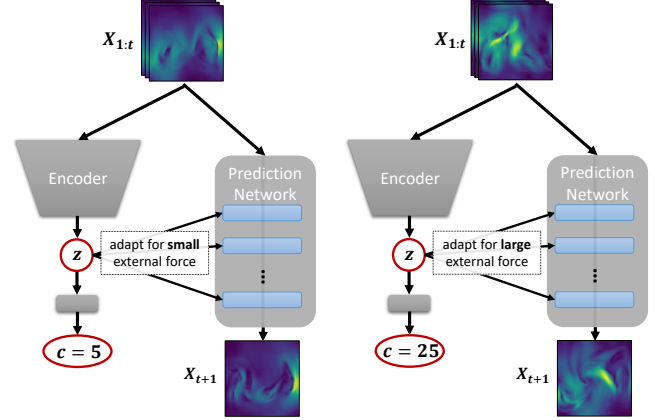 X1:t
Encoder
Prediction
Network
z
adapt for small
external force
c = 5
Xt+1
X1:t
Encoder
Prediction
Network
z
adapt for large
external force
c = 25
Xt+1